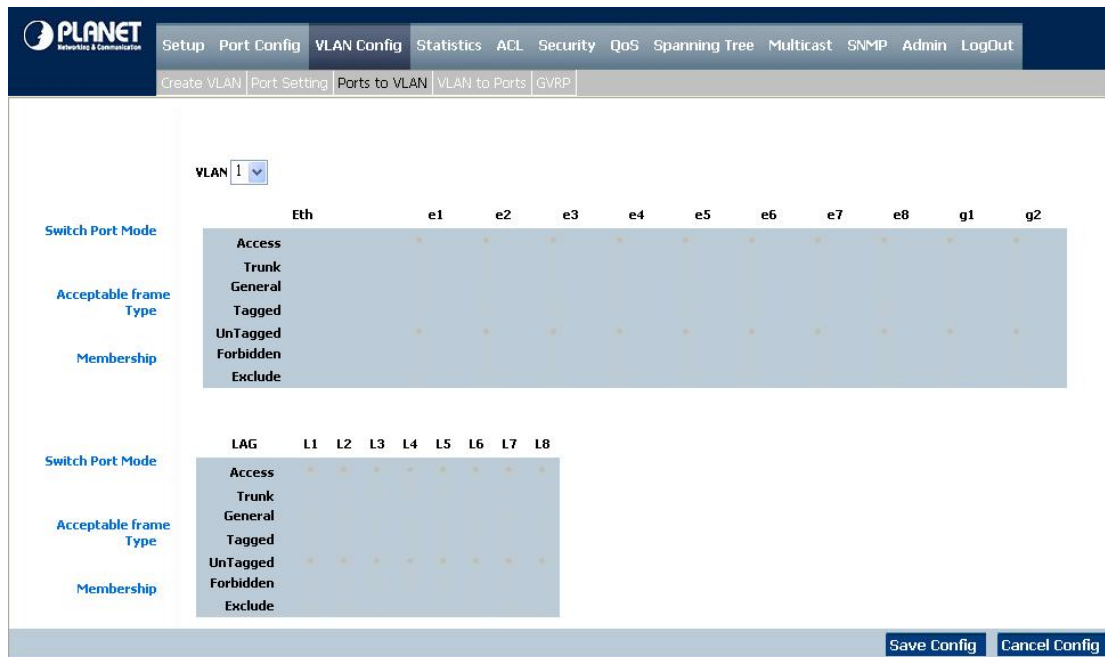 PLANET
Networking & Communication
Setup Port Config VLAN Config Statistics ACL Security QoS Spanning Tree Multicast SNMP Admin LogOut
Create VLAN Port Setting Ports to VLAN VLAN to Ports GVRP
VLAN 1
Eth e1 e2 e3 e4 e5 e6 e7 e8 g1 g2
Switch Port Mode
Access
Trunk
General
Acceptable frame Type
Tagged
UnTagged
Membership
Forbidden
Exclude
LAG L1 L2 L3 L4 L5 L6 L7 L8
Switch Port Mode
Access
Trunk
General
Acceptable frame Type
Tagged
UnTagged
Membership
Forbidden
Exclude
Save Config Cancel Config